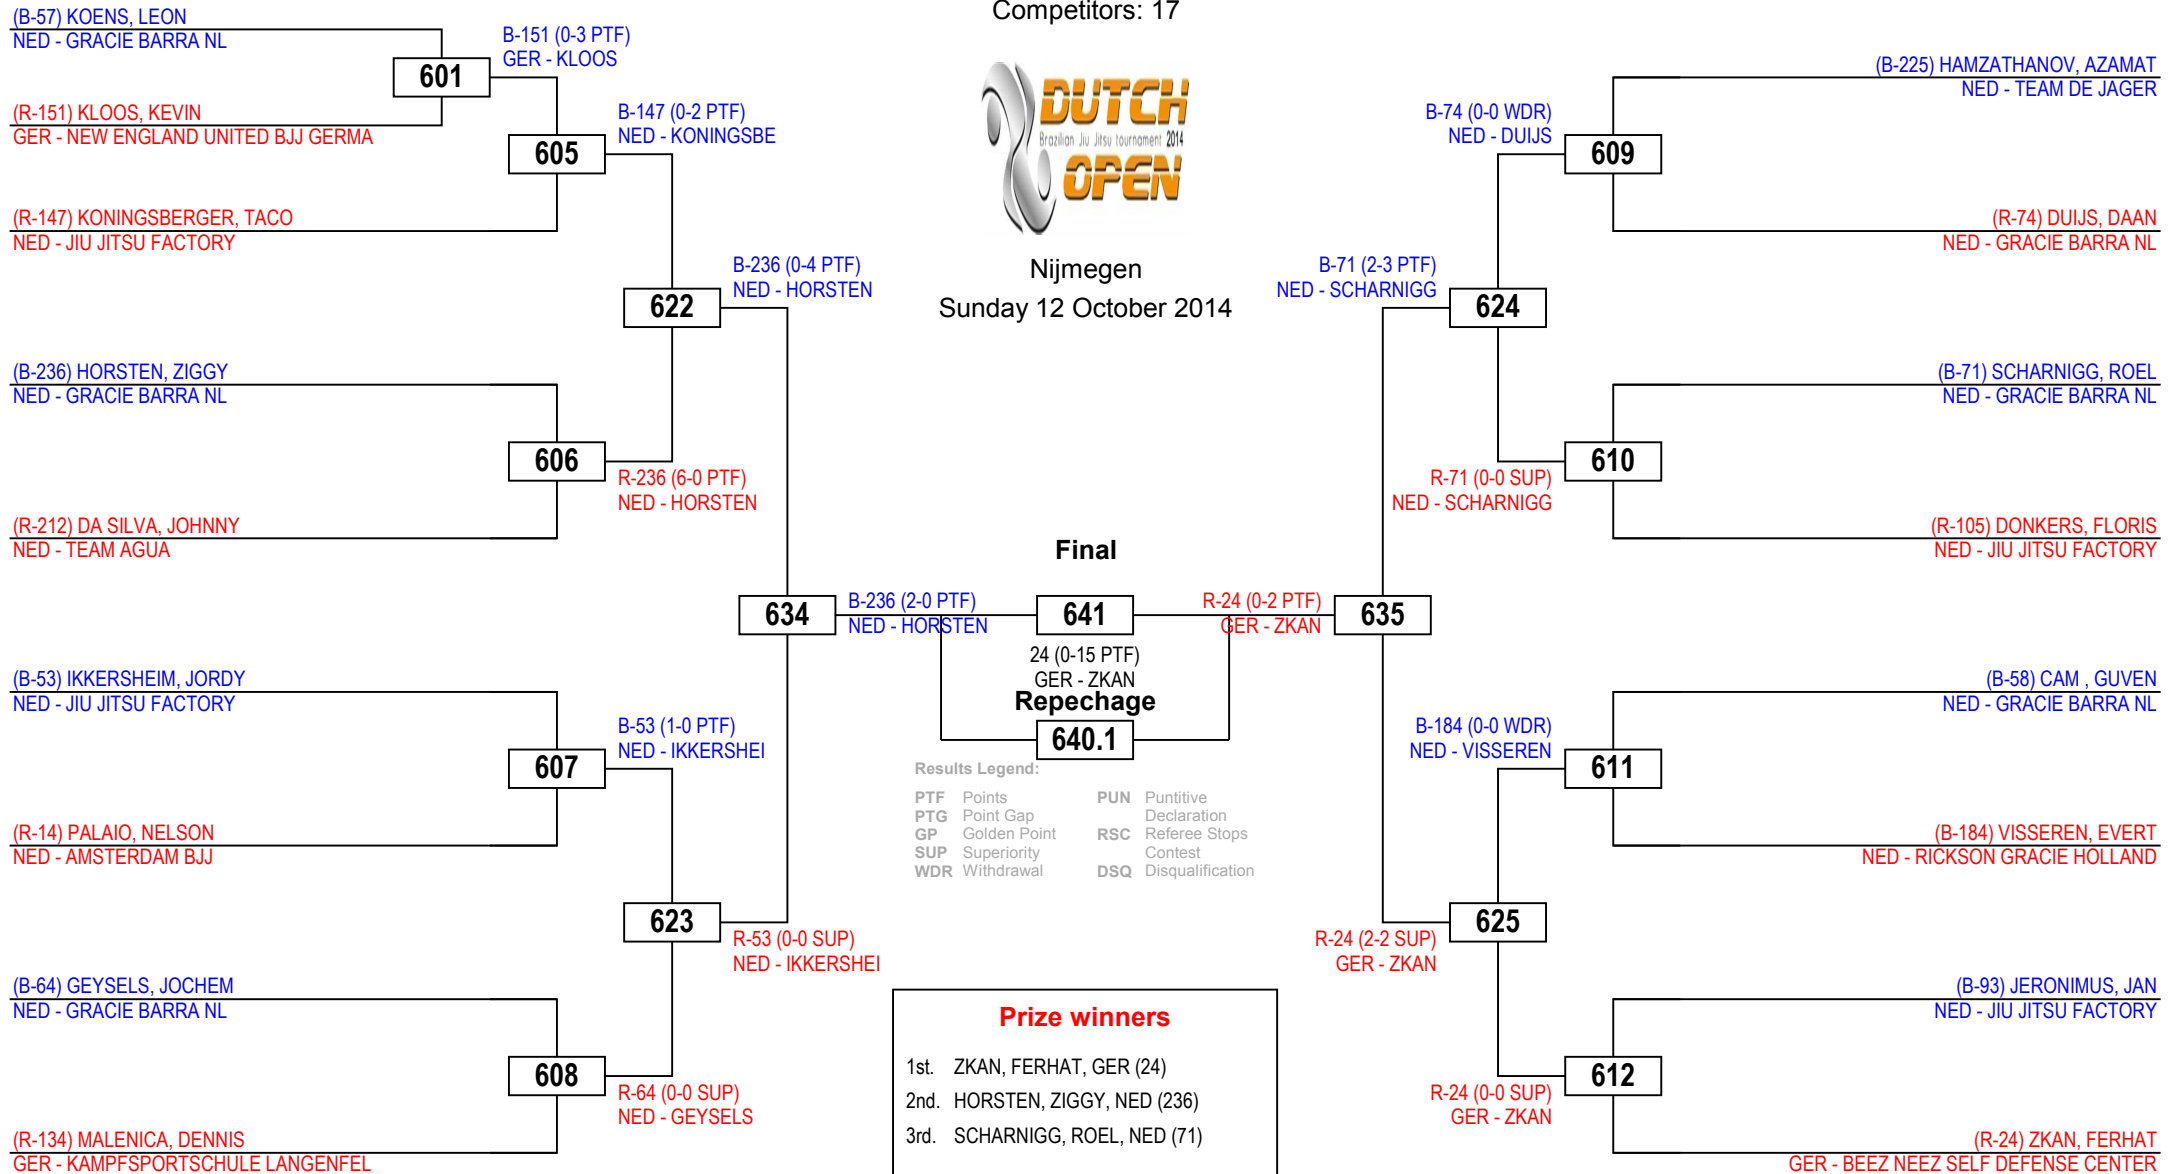 Competitors: 17
DUTCH
Brazilian Jiu Jitsu tournament 2014
OPEN
Nijmegen
Sunday 12 October 2014
(B-57) KOENS, LEON
NED - GRACIE BARRA NL
(R-151) KLOOS, KEVIN
GER - NEW ENGLAND UNITED BJJ GERMA
(R-147) KONINGSBERGER, TACO
NED - JIU JITSU FACTORY
(B-236) HORSTEN, ZIGGY
NED - GRACIE BARRA NL
(R-212) DA SILVA, JOHNNY
NED - TEAM AGUA
(B-53) IKKERSHEIM, JORDY
NED - JIU JITSU FACTORY
(R-14) PALAIO, NELSON
NED - AMSTERDAM BJJ
(B-64) GEYSELS, JOCHEM
NED - GRACIE BARRA NL
(R-134) MALENICA, DENNIS
GER - KAMPFSPORTSCHULE LANGENFEL
601
B-151 (0-3 PTF)
GER - KLOOS
605
B-147 (0-2 PTF)
NED - KONINGSBE
606
R-236 (6-0 PTF)
NED - HORSTEN
607
B-53 (1-0 PTF)
NED - IKKERSHEI
608
R-64 (0-0 SUP)
NED - GEYSELS
622
B-236 (0-4 PTF)
NED - HORSTEN
623
R-53 (0-0 SUP)
NED - IKKERSHEI
634
B-236 (2-0 PTF)
NED - HORSTEN
Final
641
24 (0-15 PTF)
GER - ZKAN
Repechage
640.1
Results Legend:
PTF Points
PTG Point Gap
GP Golden Point
SUP Superiority
WDR Withdrawal
PUN Puntitive
Declaration
RSC Referee Stops
Contest
DSQ Disqualification
R-24 (0-2 PTF)
GER - ZKAN
635
B-71 (2-3 PTF)
NED - SCHARNIGG
624
R-24 (2-2 SUP)
GER - ZKAN
625
B-74 (0-0 WDR)
NED - DUIJS
609
R-71 (0-0 SUP)
NED - SCHARNIGG
610
B-184 (0-0 WDR)
NED - VISSEREN
611
R-24 (0-0 SUP)
GER - ZKAN
612
(B-225) HAMZATHANOV, AZAMAT
NED - TEAM DE JAGER
(R-74) DUIJS, DAAN
NED - GRACIE BARRA NL
(B-71) SCHARNIGG, ROEL
NED - GRACIE BARRA NL
(R-105) DONKERS, FLORIS
NED - JIU JITSU FACTORY
(B-58) CAM , GUVEN
NED - GRACIE BARRA NL
(B-184) VISSEREN, EVERT
NED - RICKSON GRACIE HOLLAND
(B-93) JERONIMUS, JAN
NED - JIU JITSU FACTORY
(R-24) ZKAN, FERHAT
GER - BEEZ NEEZ SELF DEFENSE CENTER
Prize winners
1st. ZKAN, FERHAT, GER (24)
2nd. HORSTEN, ZIGGY, NED (236)
3rd. SCHARNIGG, ROEL, NED (71)